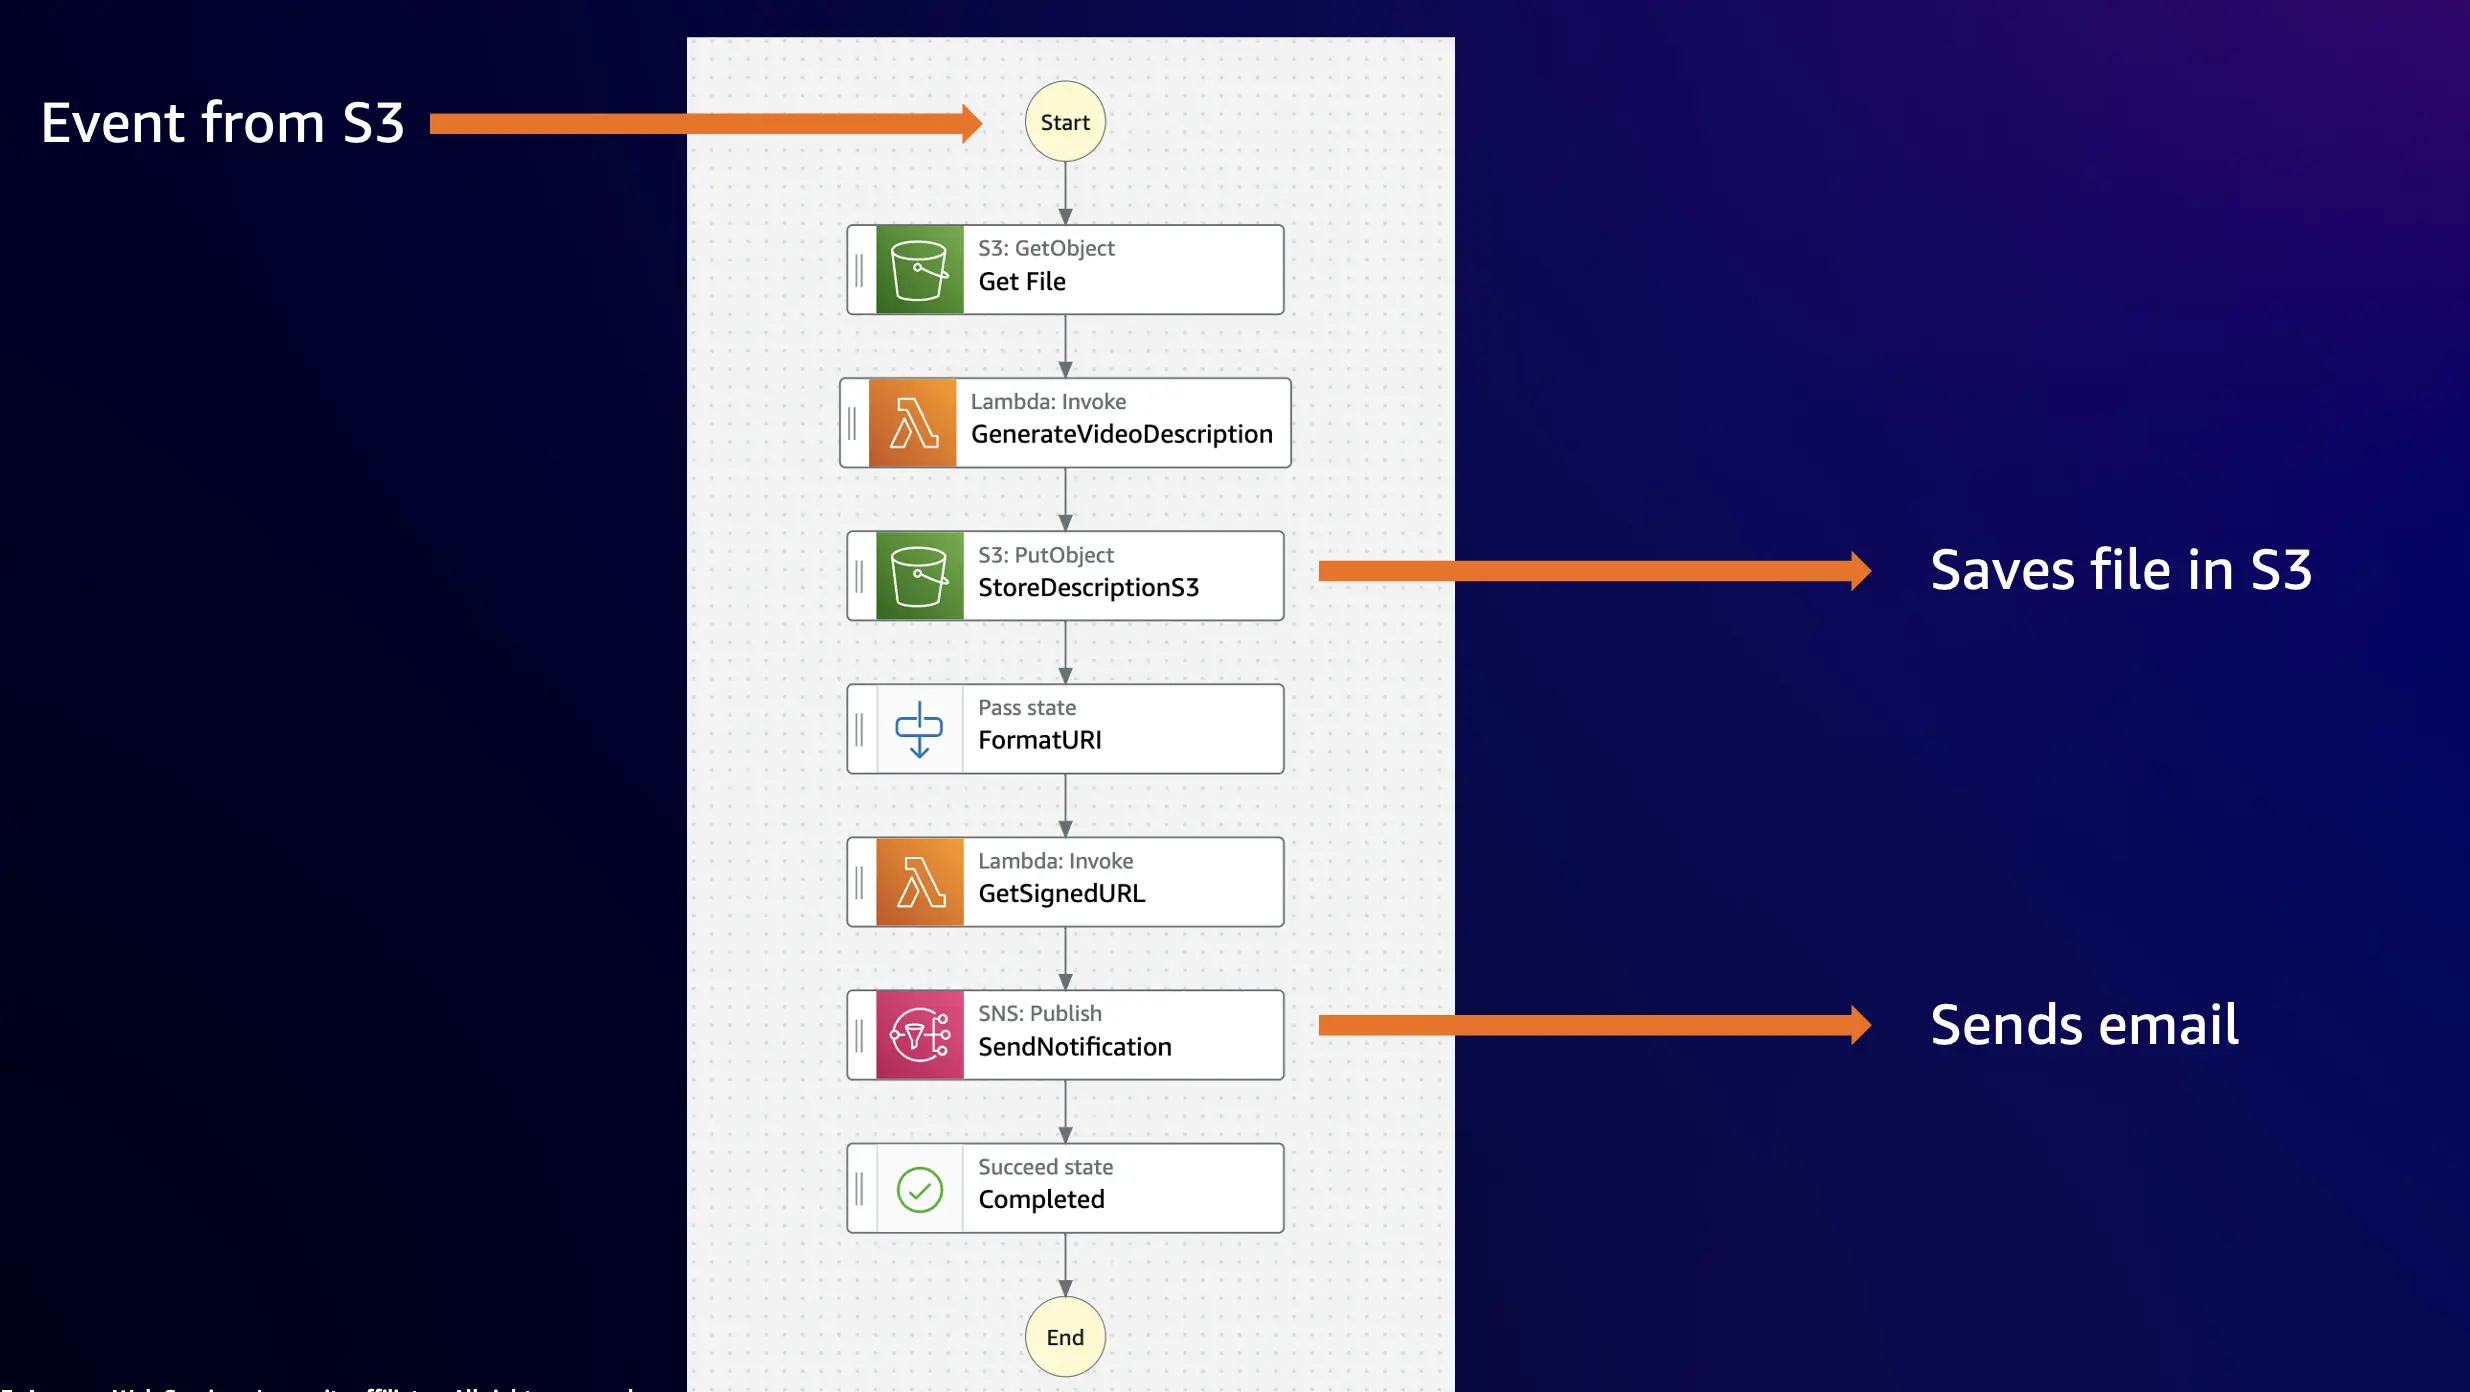 Event from S3
Start
S3: GetObject
Get File
Lambda: Invoke
GenerateVideoDescription
S3: PutObject
StoreDescriptionS3
Saves file in S3
Pass state
FormatURI
Lambda: Invoke
GetSignedURL
SNS: Publish
SendNotification
Sends email
Succeed state
Completed
End